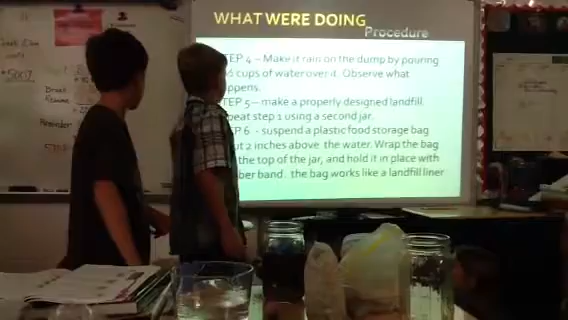 WHAT WERE DOING
Procedure
TEP 4 – Make it rain on the dump by pouring
cups of water over it. Observe what
ppens.
TEP 5 – make a properly designed landfill.
peat step 1 using a second jar.
P 6 - suspend a plastic food storage bag
ut 2 inches above the water. Wrap the bag
the top of the jar, and hold it in place with
ber band. the bag works like a landfill liner